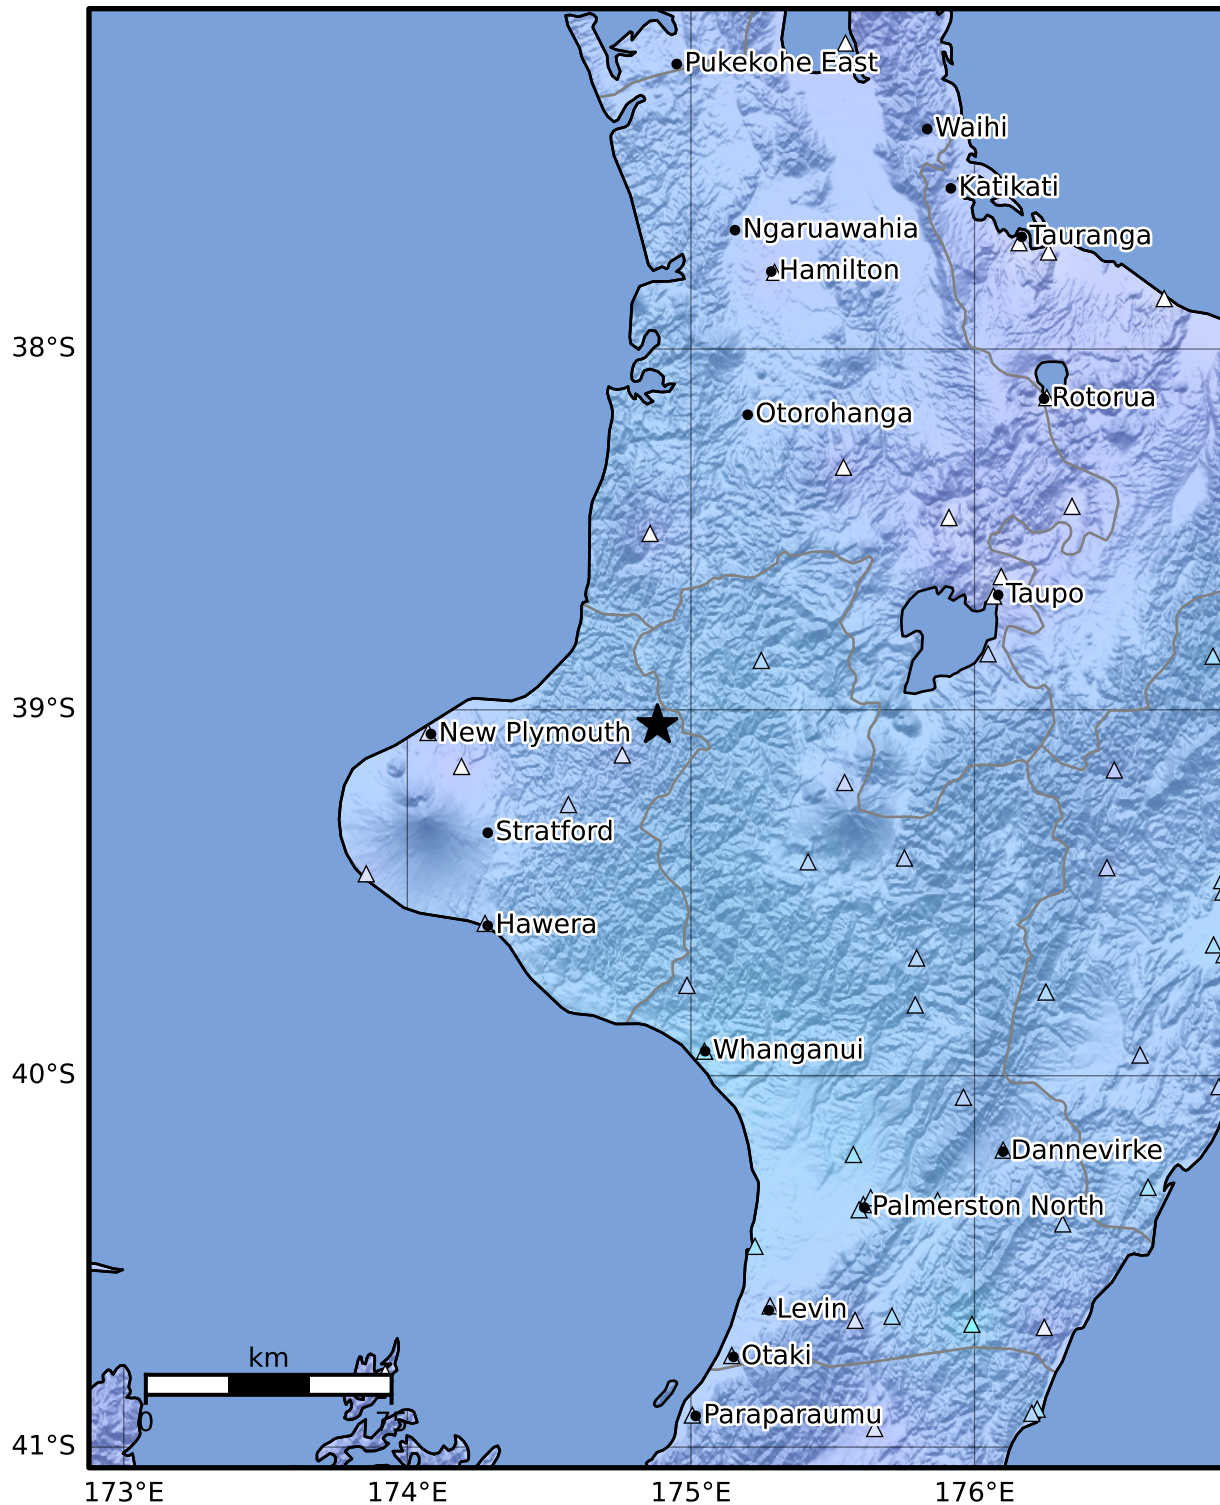 Pukekohe East
Waihi
Katikati
Ngaruawahia
Tauranga
Hamilton
38°S
Rotorua
Otorohanga
Taupo
39°S
New Plymouth
Stratford
Hawera
Whanganui
40°S
Dannevirke
Palmerston North
Levin
km
Otaki
0
Paraparaumu
41°S
173°E
174°E
175°E
176°E